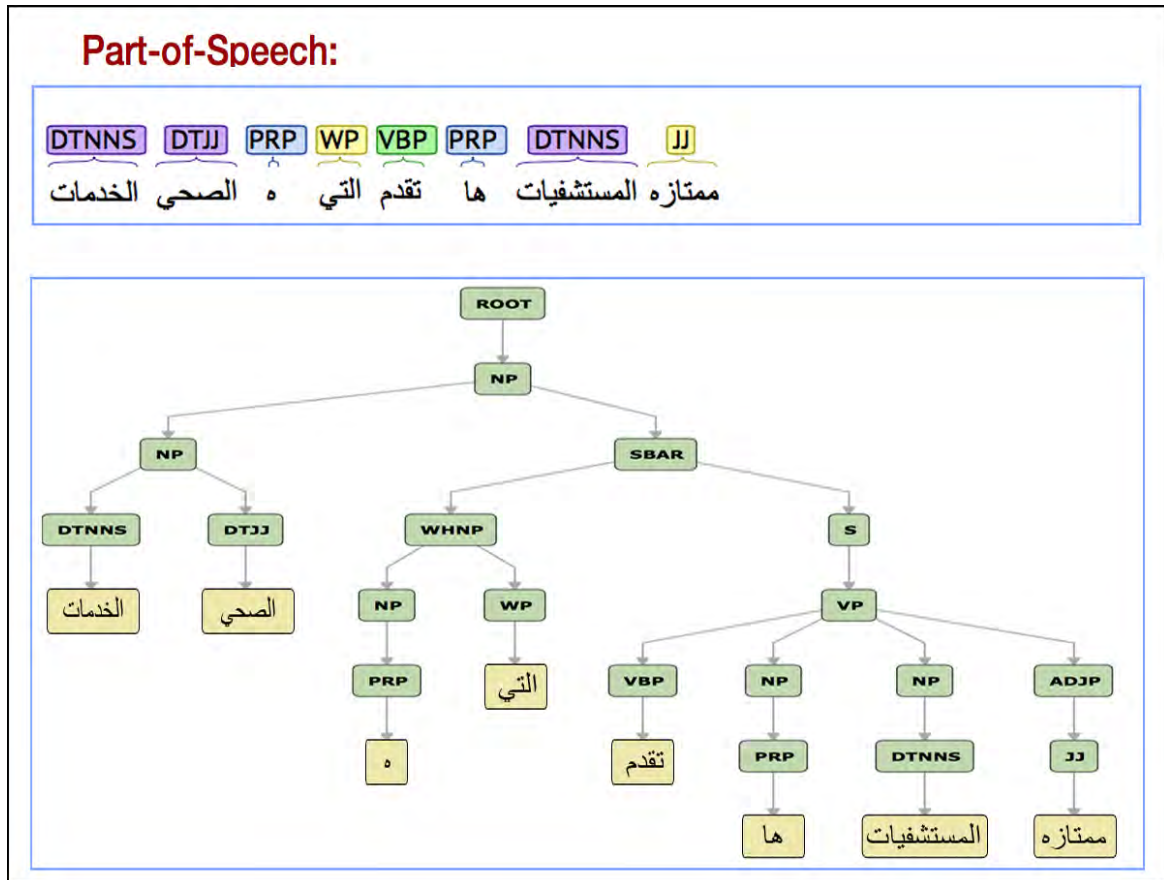 Part-of-Speech:
DTNNS DTJJ PRP WP VBP PRP DTNNS JJ
الخدمات الصحي ه التي تقدم ها المستشفيات ممتازه
ROOT
NP
NP SBAR
DTNNS DTJJ WHNP S
الخدمات الصحي NP WP VP
PRP التي VBP NP NP ADJP
ه تقدم PRP DTNNS JJ
ها المستشفيات ممتازه